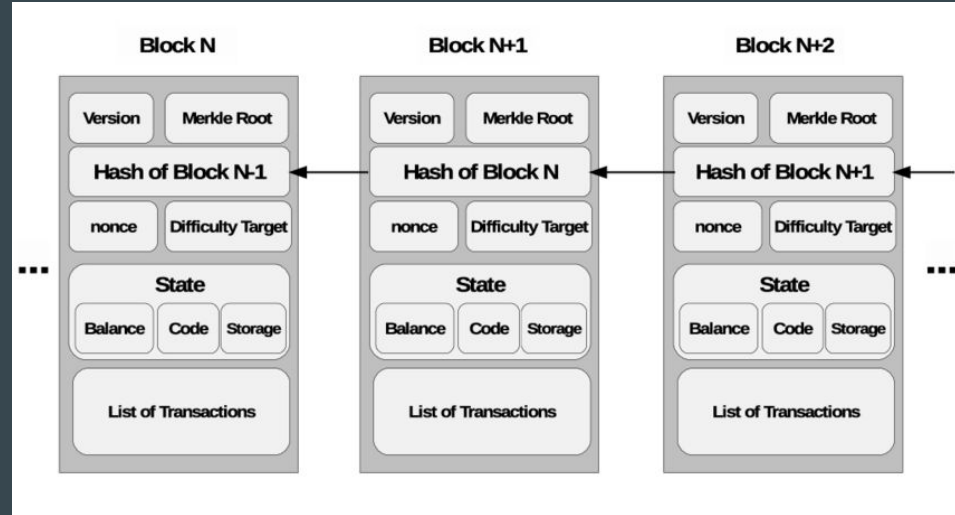 Block N
Block N+1
Block N+2
Version
Merkle Root
Hash of Block N-1
nonce
Difficulty Target
State
Balance
Code
Storage
List of Transactions
Version
Merkle Root
Hash of Block N
nonce
Difficulty Target
State
Balance
Code
Storage
List of Transactions
Version
Merkle Root
Hash of Block N+1
nonce
Difficulty Target
State
Balance
Code
Storage
List of Transactions
...
...